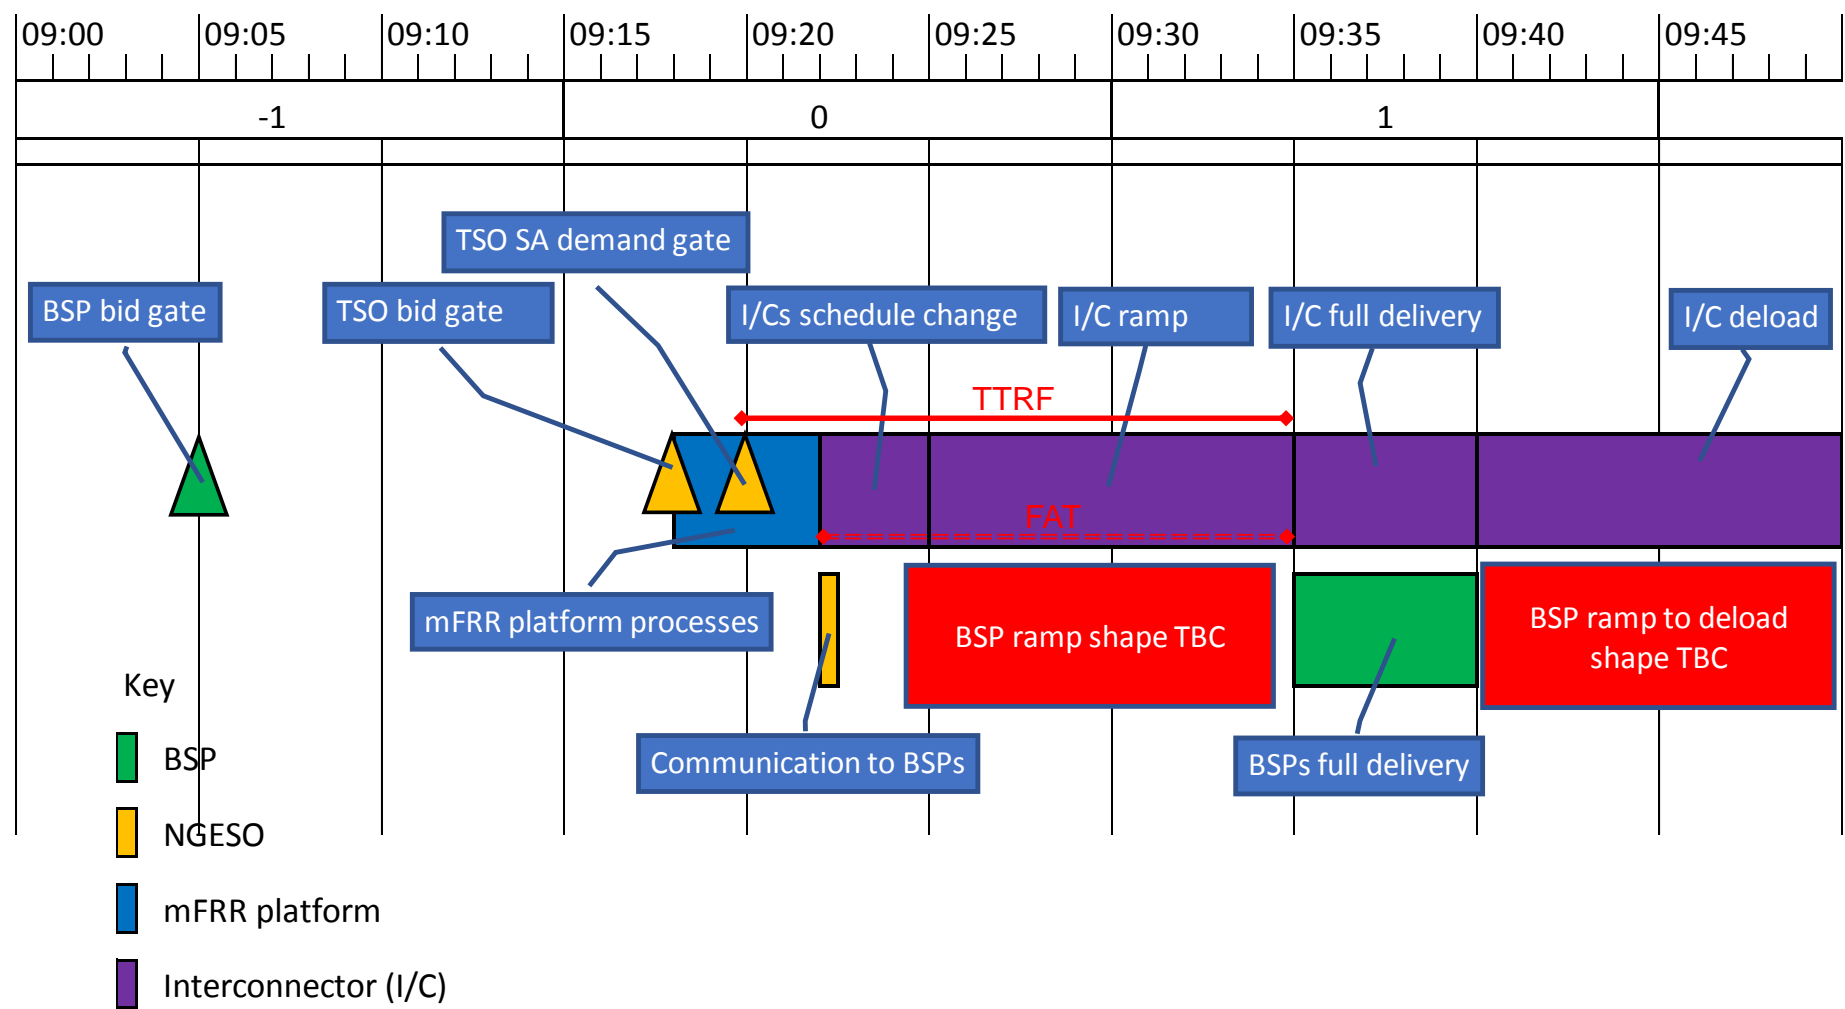 09:00 09:05 09:10 09:15 09:20 09:25 09:30 09:35 09:40 09:45
-1 0 1
TSO SA demand gate
BSP bid gate
TSO bid gate
I/Cs schedule change
I/C ramp
I/C full delivery
I/C deload
TTRF
FAT
mFRR platform processes
BSP ramp shape TBC
BSP ramp to deload
shape TBC
Communication to BSPs
BSPs full delivery
Key
BSP
NGESO
mFRR platform
Interconnector (I/C)